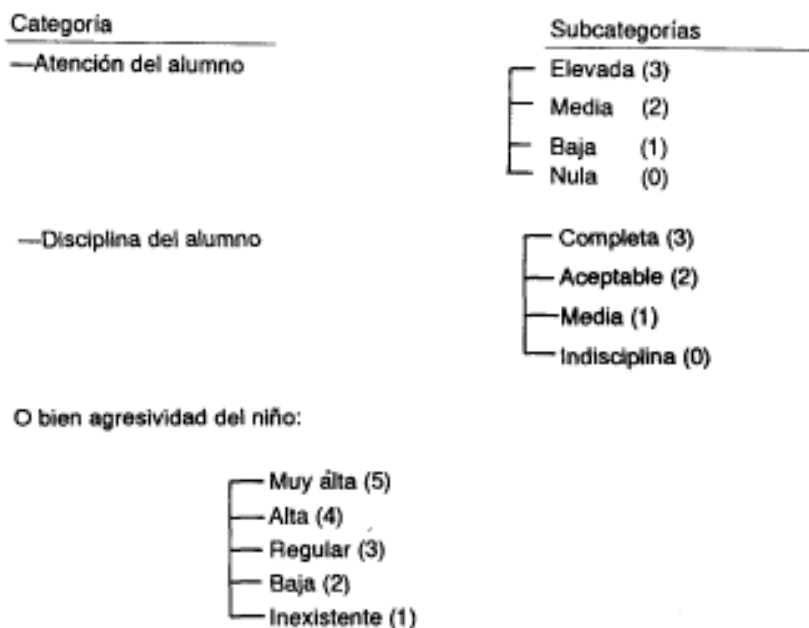 Categoría
Subcategorías
—Atención del alumno
Elevada (3)
Media (2)
Baja (1)
Nula (0)
—Disciplina del alumno
Completa (3)
Aceptable (2)
Media (1)
Indisciplina (0)
O bien agresividad del niño:
Muy alta (5)
Alta (4)
Regular (3)
Baja (2)
Inexistente (1)